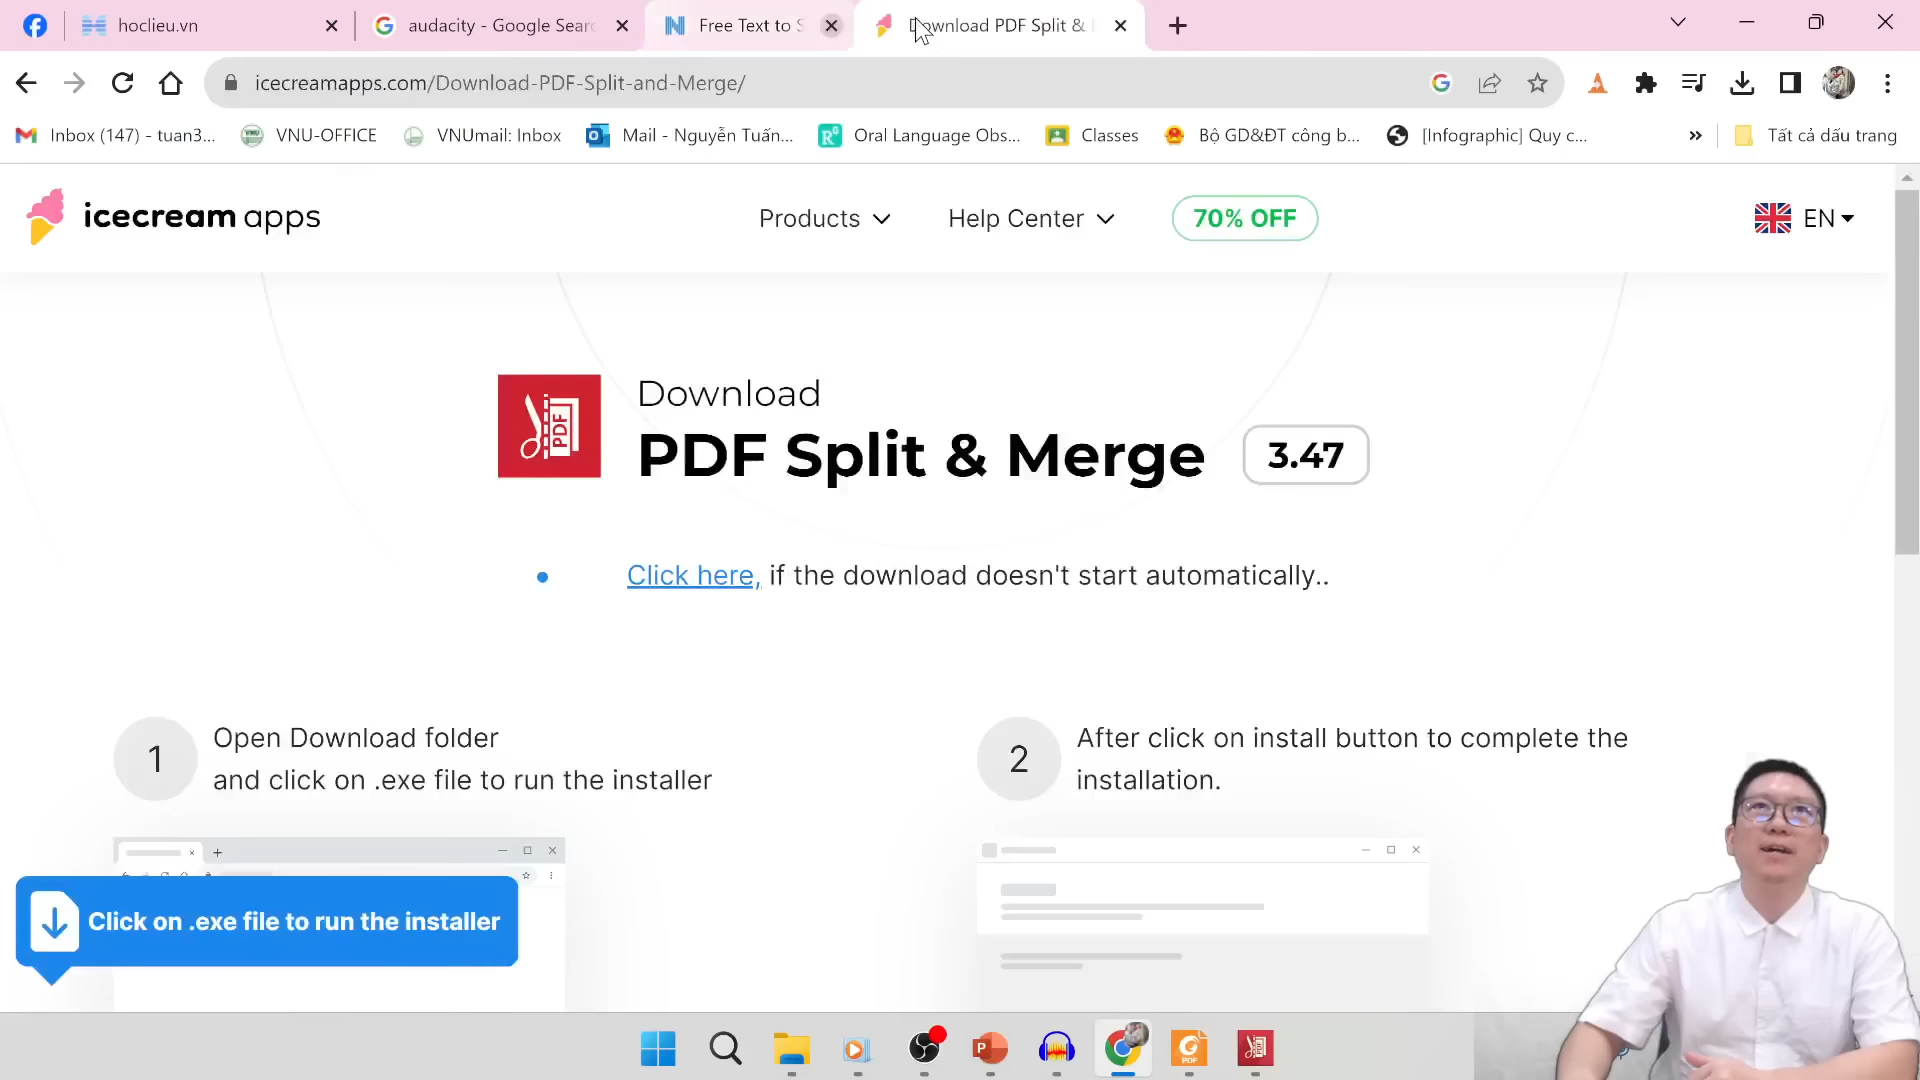 hoclieu.vn
audacity - Google Sear
Free Text to S
Download PDF Split &
icecreamapps.com/Download-PDF-Split-and-Merge/
Inbox (147) - tuan3...
VNU-OFFICE
VNUmail: Inbox
Mail - Nguyễn Tuấn...
Oral Language Obs...
Classes
Bộ GD&ĐT công b...
[Infographic] Quy c...
»
Tất cả dấu trang
icecream apps
Products
Help Center
70% OFF
EN
Download
PDF Split & Merge
3.47
PDF
Click here, if the download doesn't start automatically..
1
Open Download folder
and click on .exe file to run the installer
2
After click on install button to complete the
installation.
Click on .exe file to run the installer